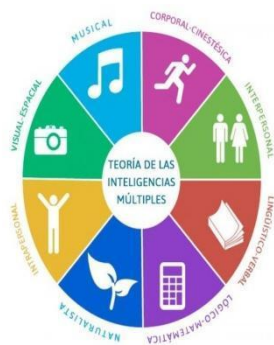 MUSICAL
CORPORAL-CINESTÉSICA
INTERPERSONAL
LINGÜÍSTICO-VERBAL
LÓGICO-MATEMÁTICA
NATURALISTA
INTRAPERSONAL
VISUAL-ESPACIAL
TEORÍA DE LAS
INTELIGENCIAS
MÚLTIPLES